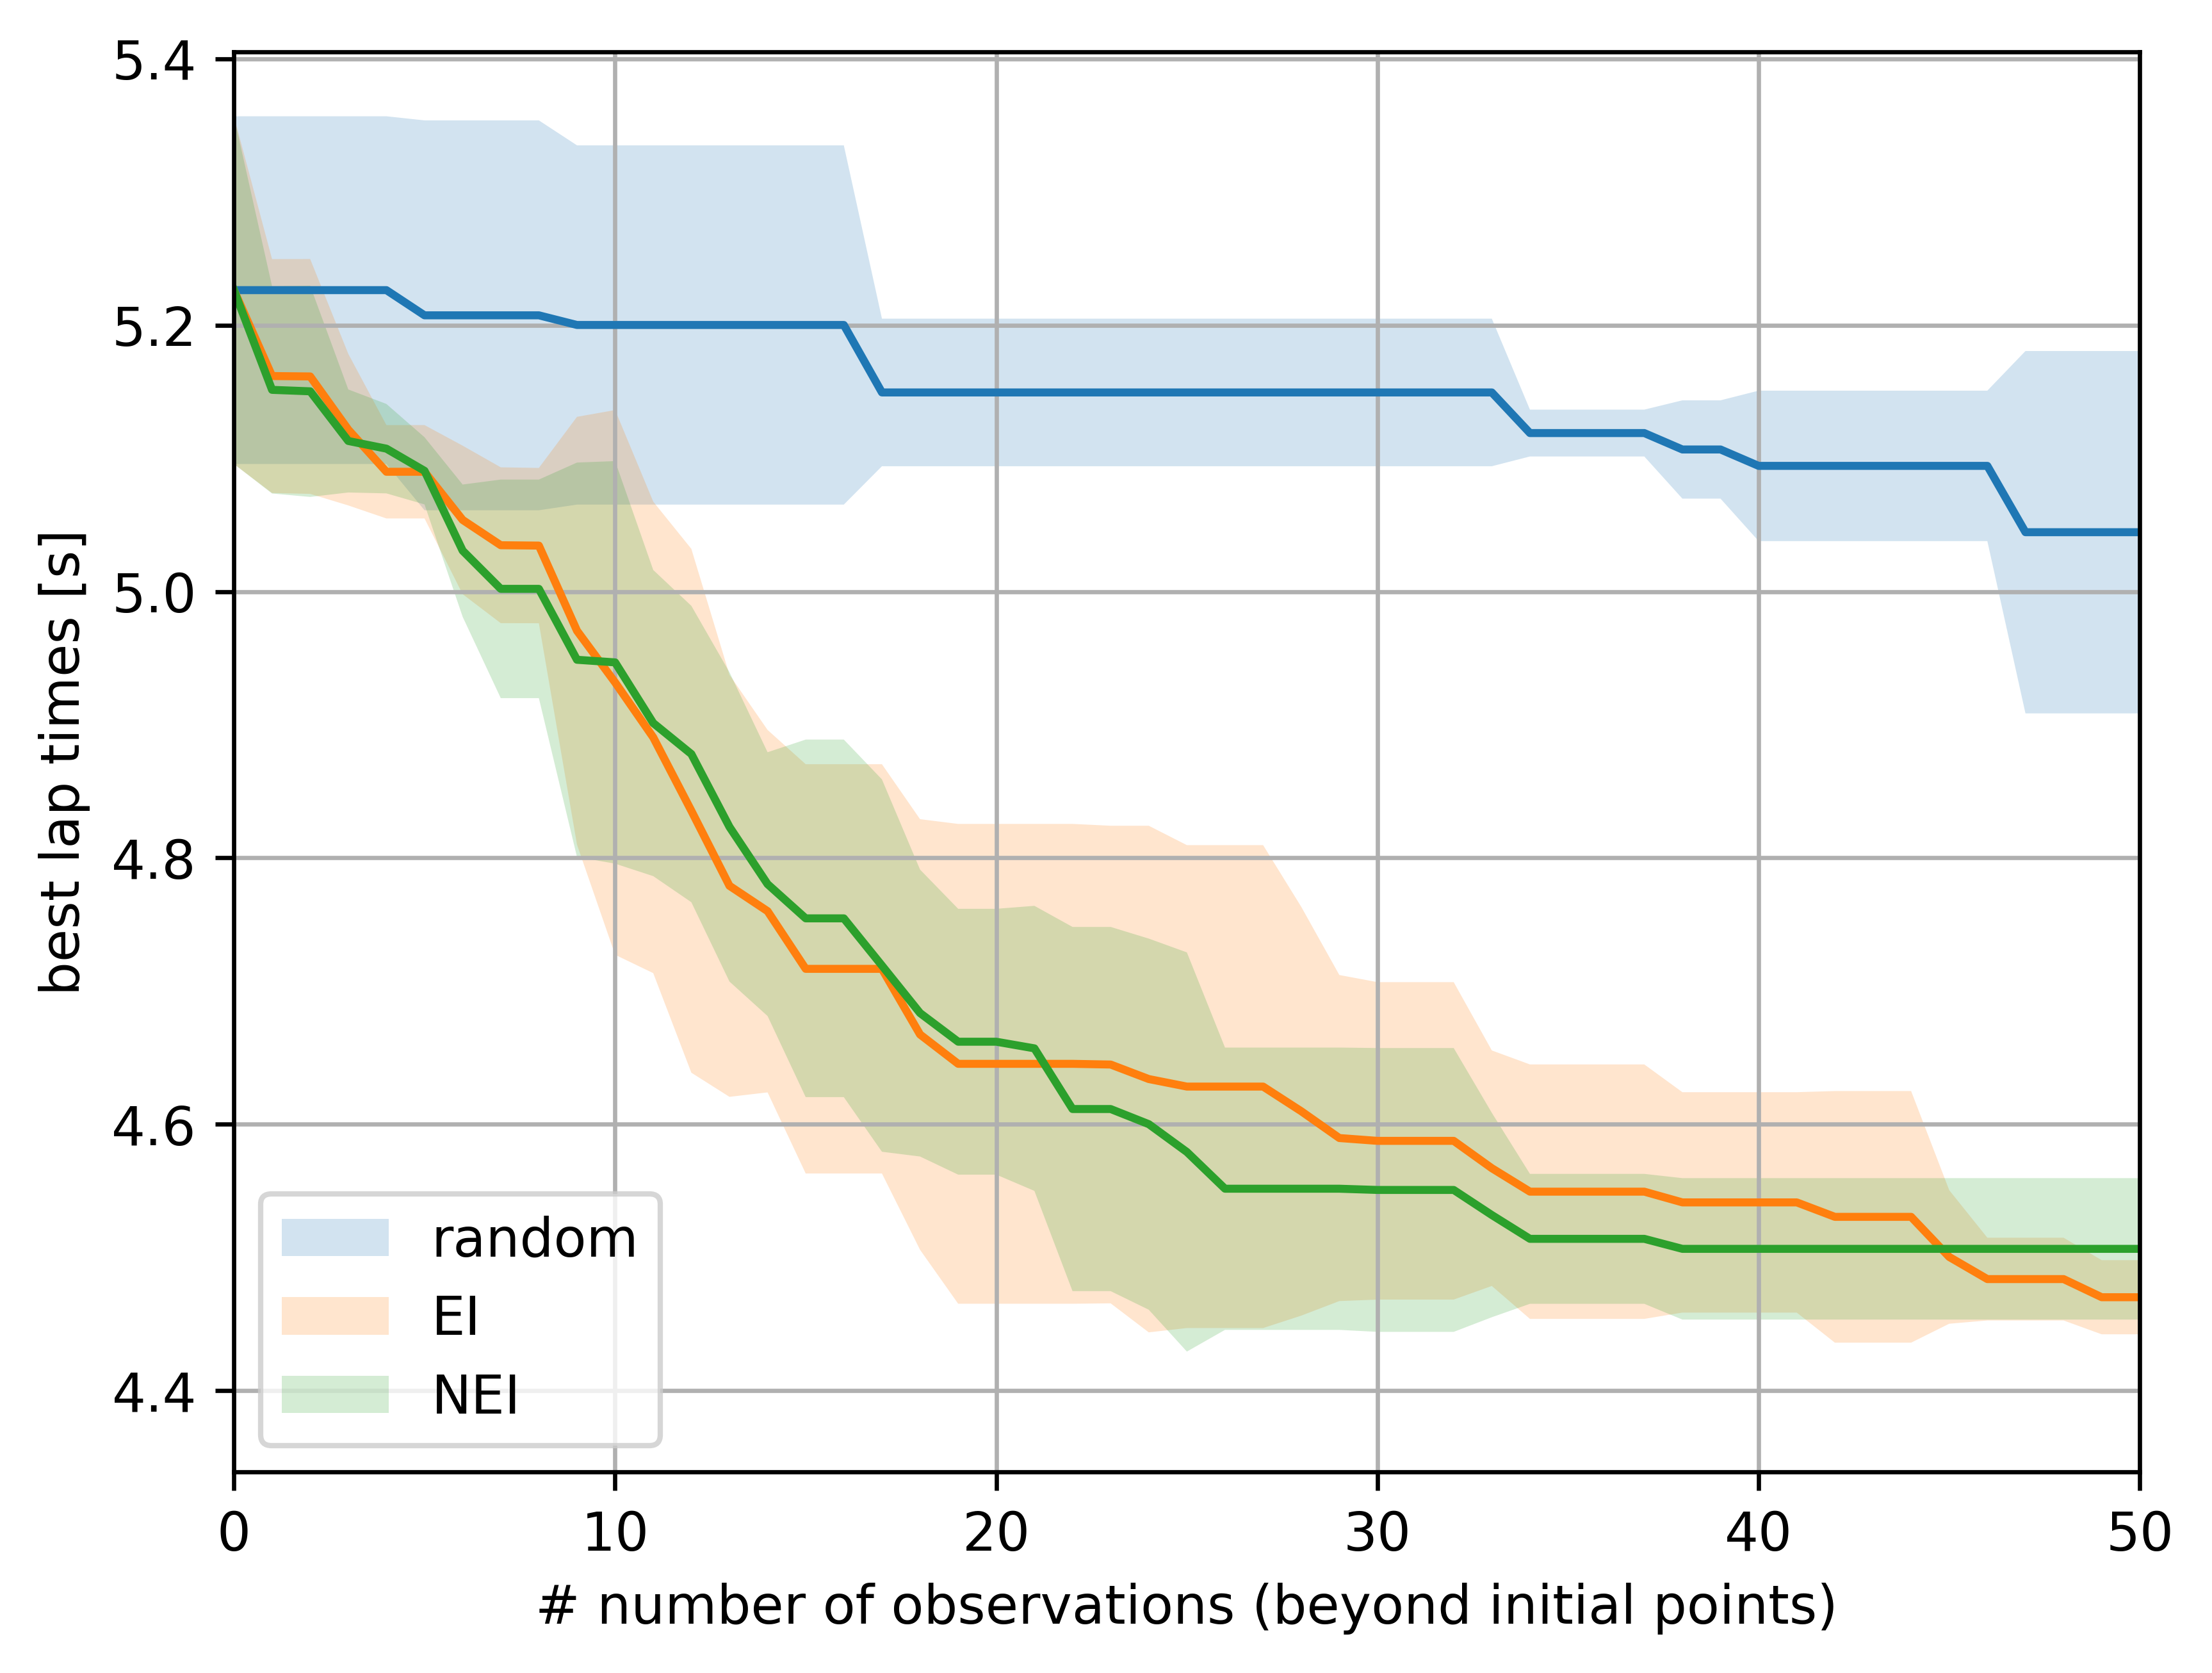 5.4
5.2
5.0
4.8
4.6
4.4
best lap times [s]
random
EI
NEI
0 10 20 30 40 50
# number of observations (beyond initial points)